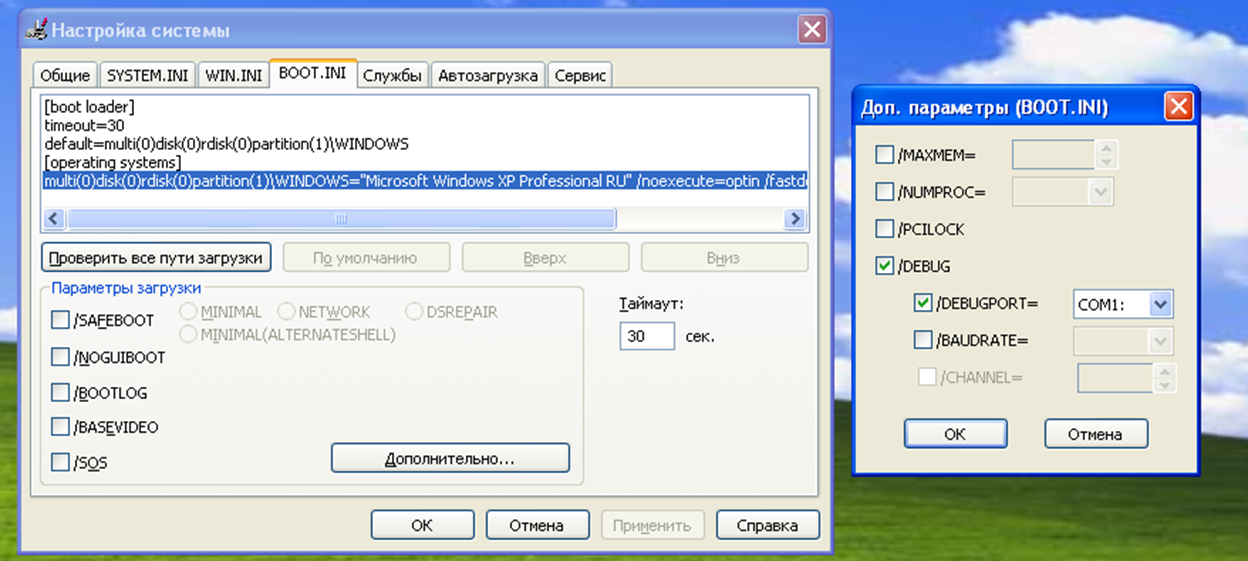 Настройка системы
Общие SYSTEM.INI WIN.INI BOOT.INI Службы Автозагрузка Сервис
[boot loader]
timeout=30
default=multi(0)disk(0)rdisk(0)partition(1)\WINDOWS
[operating systems]
multi(0)disk(0)rdisk(0)partition(1)\WINDOWS="Microsoft Windows XP Professional RU" /noexecute=optin /fastde
Проверить все пути загрузки По умолчанию Вверх Вниз
Параметры загрузки
/SAFEBOOT MINIMAL NETWORK DSREPAIR
MINIMAL(ALTERNATESHELL)
/NOGUIBOOT
/BOOTLOG
/BASEVIDEO
/SOS
Дополнительно...
Таймаут:
30 сек.
ОК Отмена Применить Справка
Доп. параметры (BOOT.INI)
/MAXMEM=
/NUMPROC=
/PCILOCK
/DEBUG
/DEBUGPORT= COM1:
/BAUDRATE=
/CHANNEL=
ОК Отмена